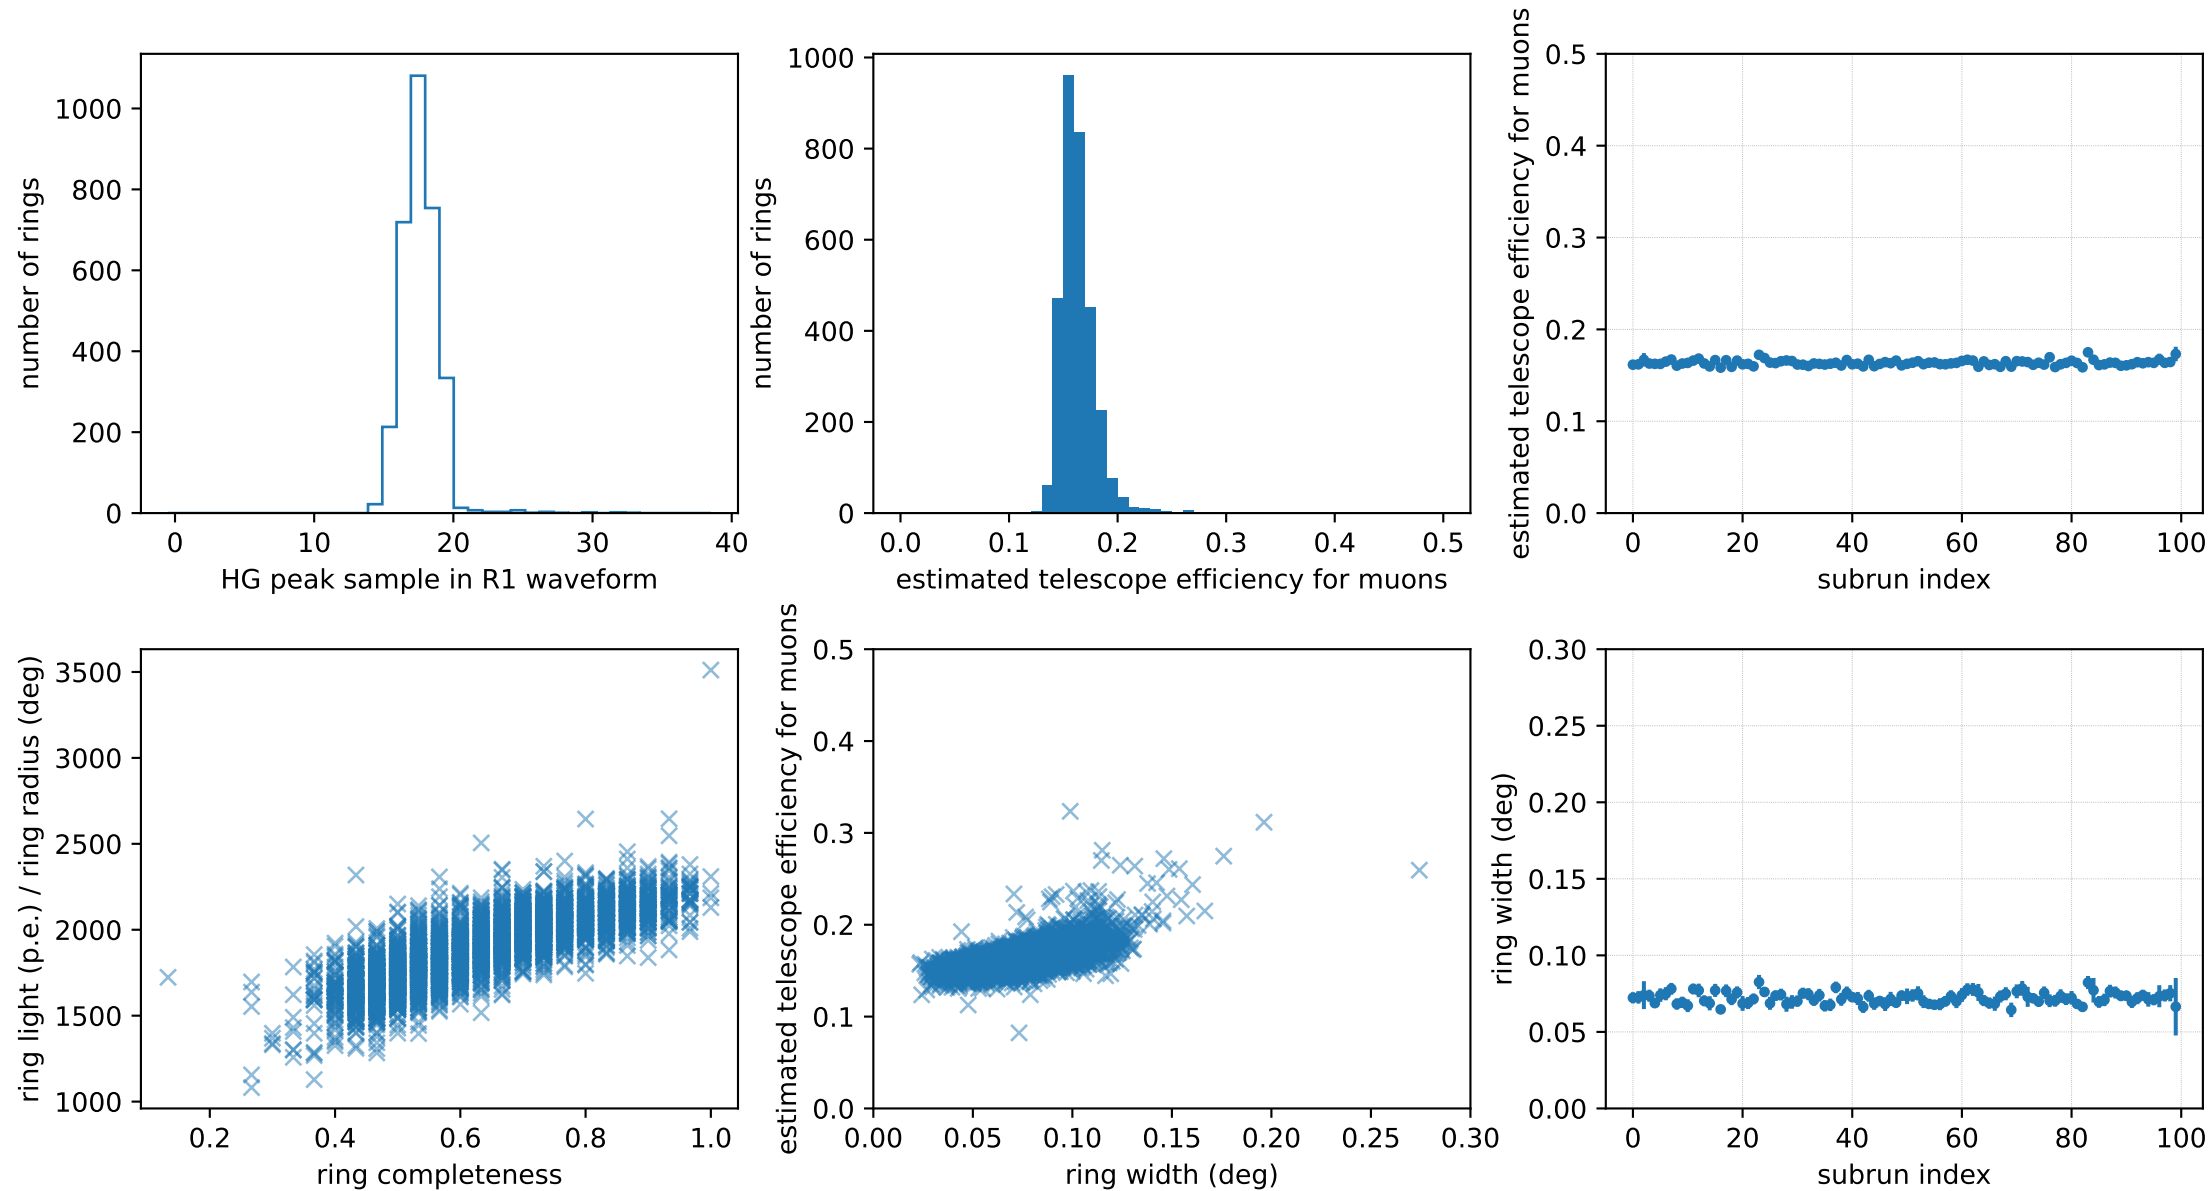 number of rings
1000
800
600
400
200
0
0 10 20 30 40
HG peak sample in R1 waveform
number of rings
1000
800
600
400
200
0
0.0 0.1 0.2 0.3 0.4 0.5
estimated telescope efficiency for muons
estimated telescope efficiency for muons
0.5
0.4
0.3
0.2
0.1
0.0
0 20 40 60 80 100
subrun index
ring light (p.e.) / ring radius (deg)
3500
3000
2500
2000
1500
1000
0.2 0.4 0.6 0.8 1.0
ring completeness
estimated telescope efficiency for muons
0.5
0.4
0.3
0.2
0.1
0.0
0.00 0.05 0.10 0.15 0.20 0.25 0.30
ring width (deg)
ring width (deg)
0.30
0.25
0.20
0.15
0.10
0.05
0.00
0 20 40 60 80 100
subrun index